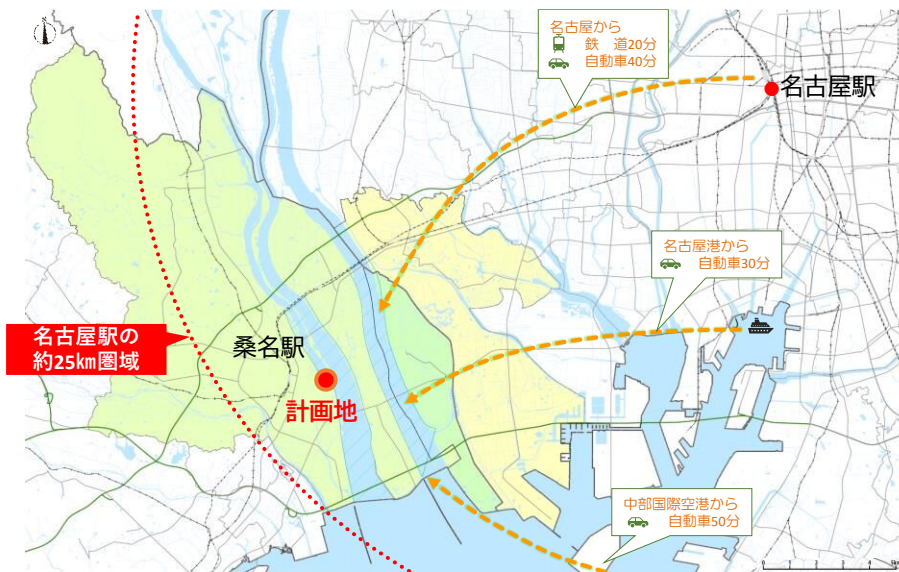 名古屋から
鉄 道20分
自動車40分
名古屋駅
名古屋港から
自動車30分
名古屋駅の
約25km圏域
桑名駅
計画地
中部国際空港から
自動車50分